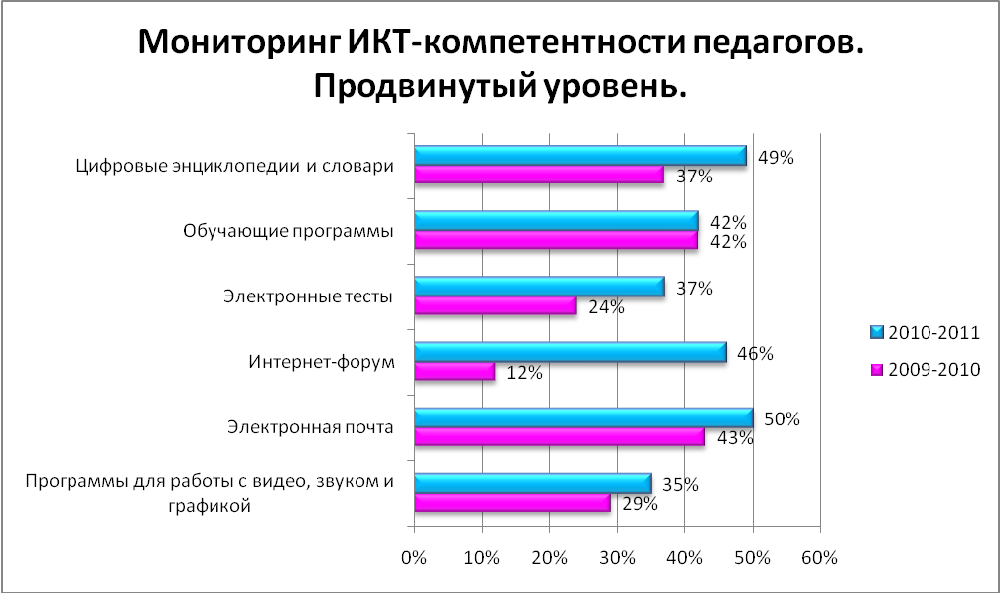 Мониторинг ИКТ-компетентности педагогов.
Продвинутый уровень.
Цифровые энциклопедии и словари
49%
37%
Обучающие программы
42%
42%
Электронные тесты
37%
24%
Интернет-форум
46%
12%
Электронная почта
50%
43%
Программы для работы с видео, звуком и
графикой
35%
29%
0% 10% 20% 30% 40% 50% 60%
2010-2011
2009-2010